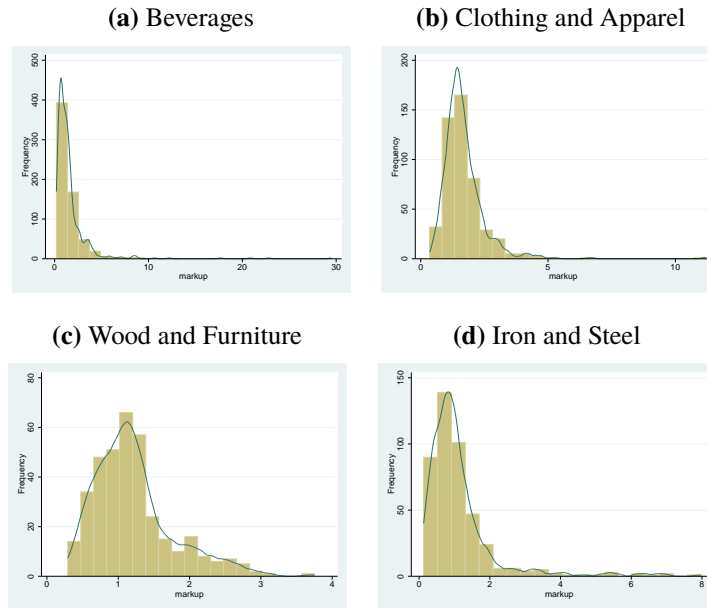 (a) Beverages
(b) Clothing and Apparel
500
400
300
200
100
0
Frequency
0 10 20 30
markup
200
150
100
50
0
Frequency
0 5 10
markup
(c) Wood and Furniture
(d) Iron and Steel
80
60
40
20
0
Frequency
0 1 2 3 4
markup
150
100
50
0
Frequency
0 2 4 6 8
markup